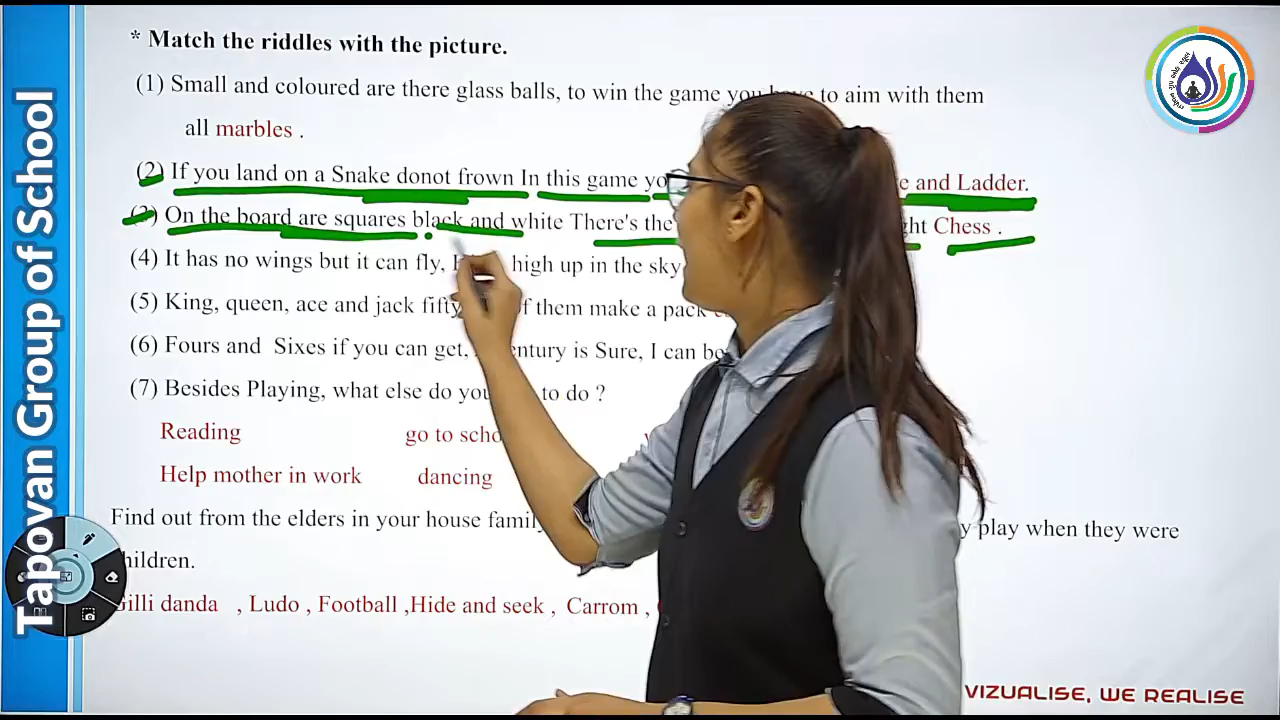 * Match the riddles with the picture.
(1) Small and coloured are there glass balls, to win the game you have to aim with them
all marbles .
(2) If you land on a Snake donot frown In this game yo e and Ladder.
(3) On the board are squares black and white There's the ght Chess .
(4) It has no wings but it can fly, high up in the sky
(5) King, queen, ace and jack fifty of them make a pack
(6) Fours and Sixes if you can get, entury is Sure, I can be
(7) Besides Playing, what else do you to do ?
Reading go to scho
Help mother in work dancing
Find out from the elders in your house family y play when they were
children.
Gilli danda , Ludo , Football ,Hide and seek , Carrom ,
Tapovan Group of School
VIZUALISE, WE REALISE